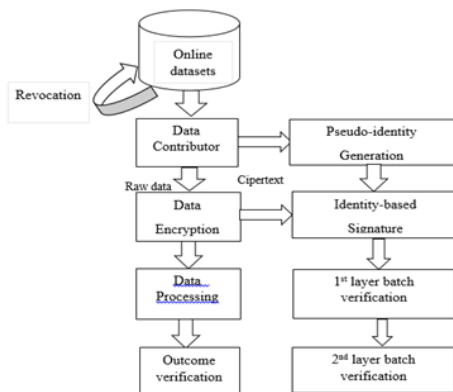 Online
datasets
Revocation
Data
Contributor
Pseudo-identity
Generation
Raw data
Cipertext
Data
Encryption
Identity-based
Signature
Data
Processing
1st layer batch
verification
Outcome
verification
2nd layer batch
verification